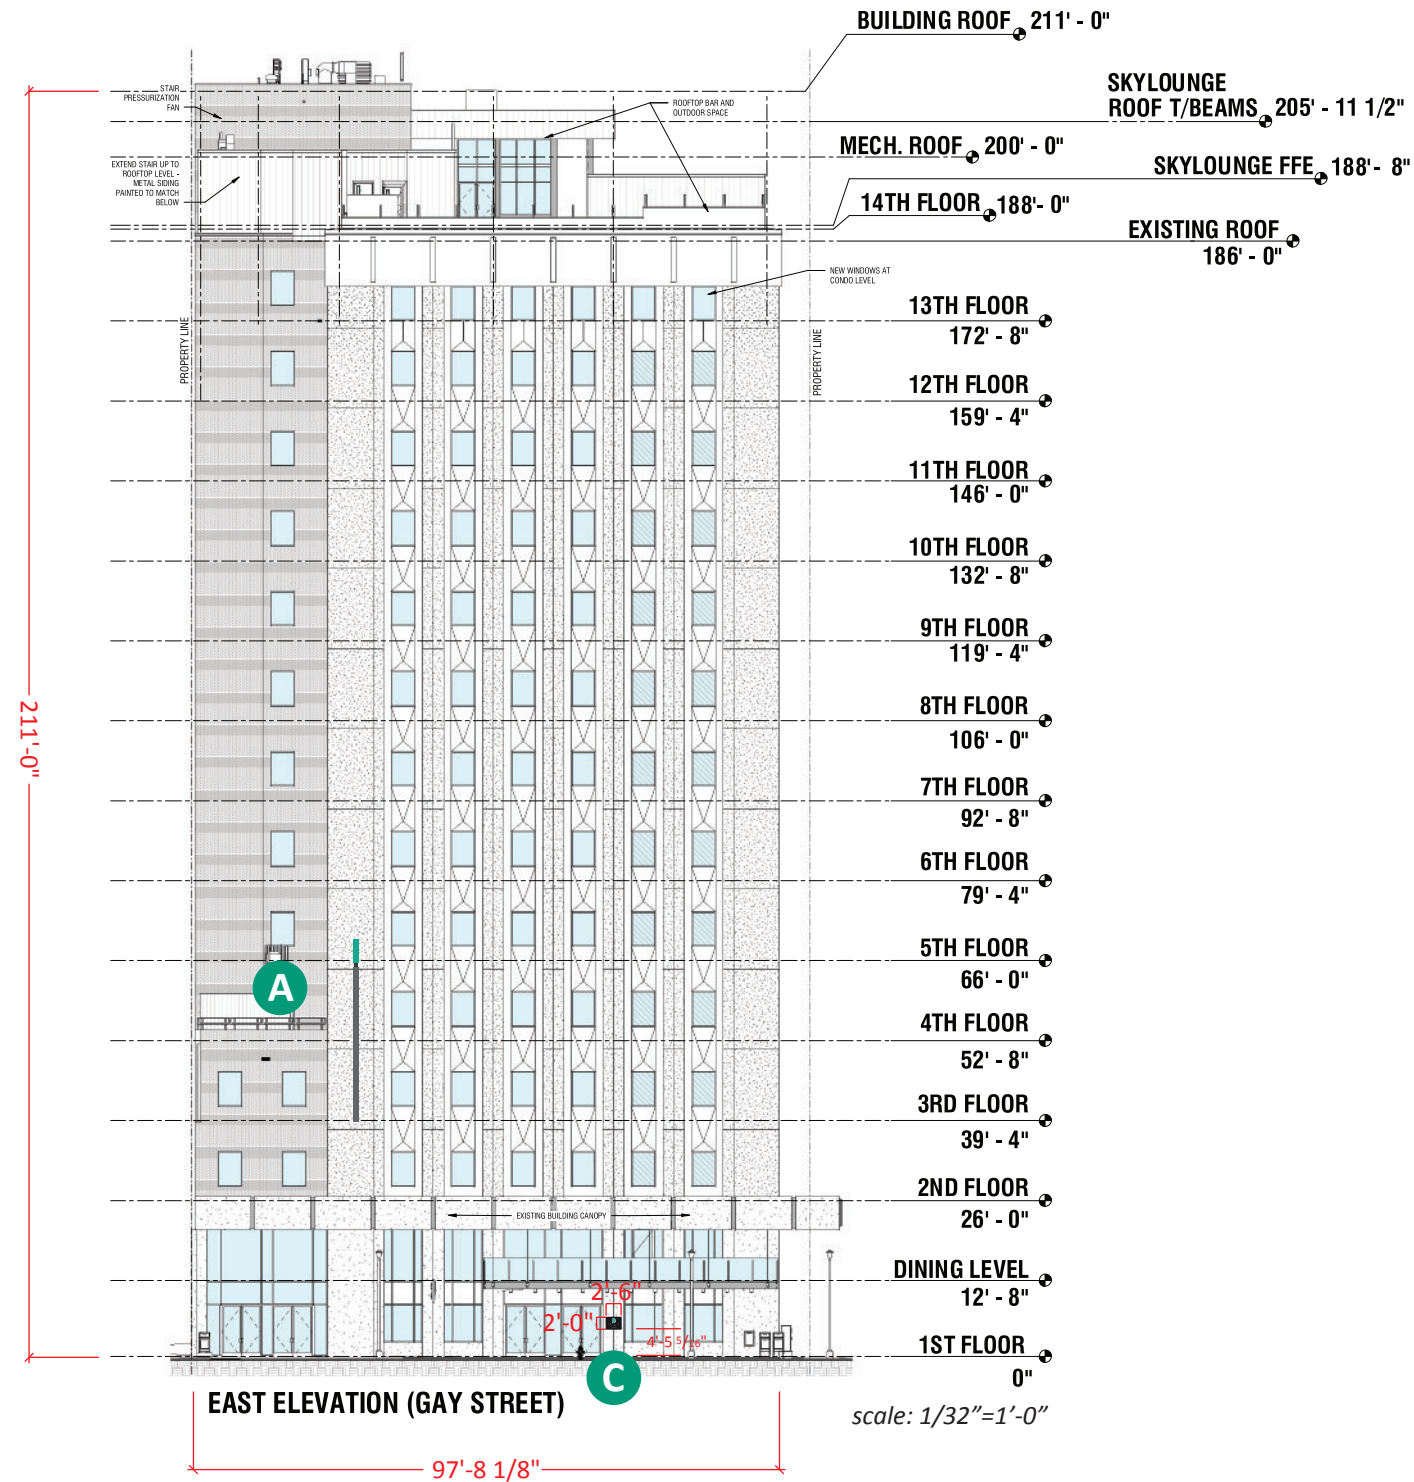 BUILDING ROOF 211' - 0"
SKYLOUNGE
ROOF T/BEAMS 205' - 11 1/2"
MECH. ROOF 200' - 0"
SKYLOUNGE FFE 188' - 8"
14TH FLOOR 188'- 0"
EXISTING ROOF
186' - 0"
STAIR
PRESSURIZATION
FAN
ROOFTOP BAR AND
OUTDOOR SPACE
EXTEND STAIR UP TO
ROOFTOP LEVEL -
METAL SIDING
PAINTED TO MATCH
BELOW
NEW WINDOWS AT
CONDO LEVEL
PROPERTY LINE
PROPERTY LINE
13TH FLOOR
172' - 8"
12TH FLOOR
159' - 4"
11TH FLOOR
146' - 0"
10TH FLOOR
132' - 8"
9TH FLOOR
119' - 4"
8TH FLOOR
106' - 0"
211'-0"
7TH FLOOR
92' - 8"
6TH FLOOR
79' - 4"
5TH FLOOR
66' - 0"
A
4TH FLOOR
52' - 8"
3RD FLOOR
39' - 4"
2ND FLOOR
26' - 0"
EXISTING BUILDING CANOPY
DINING LEVEL
12' - 8"
2'-6"
2'-0"
4'-5 5/16"
1ST FLOOR
0"
C
EAST ELEVATION (GAY STREET)
scale: 1/32”=1’-0”
97'-8 1/8"